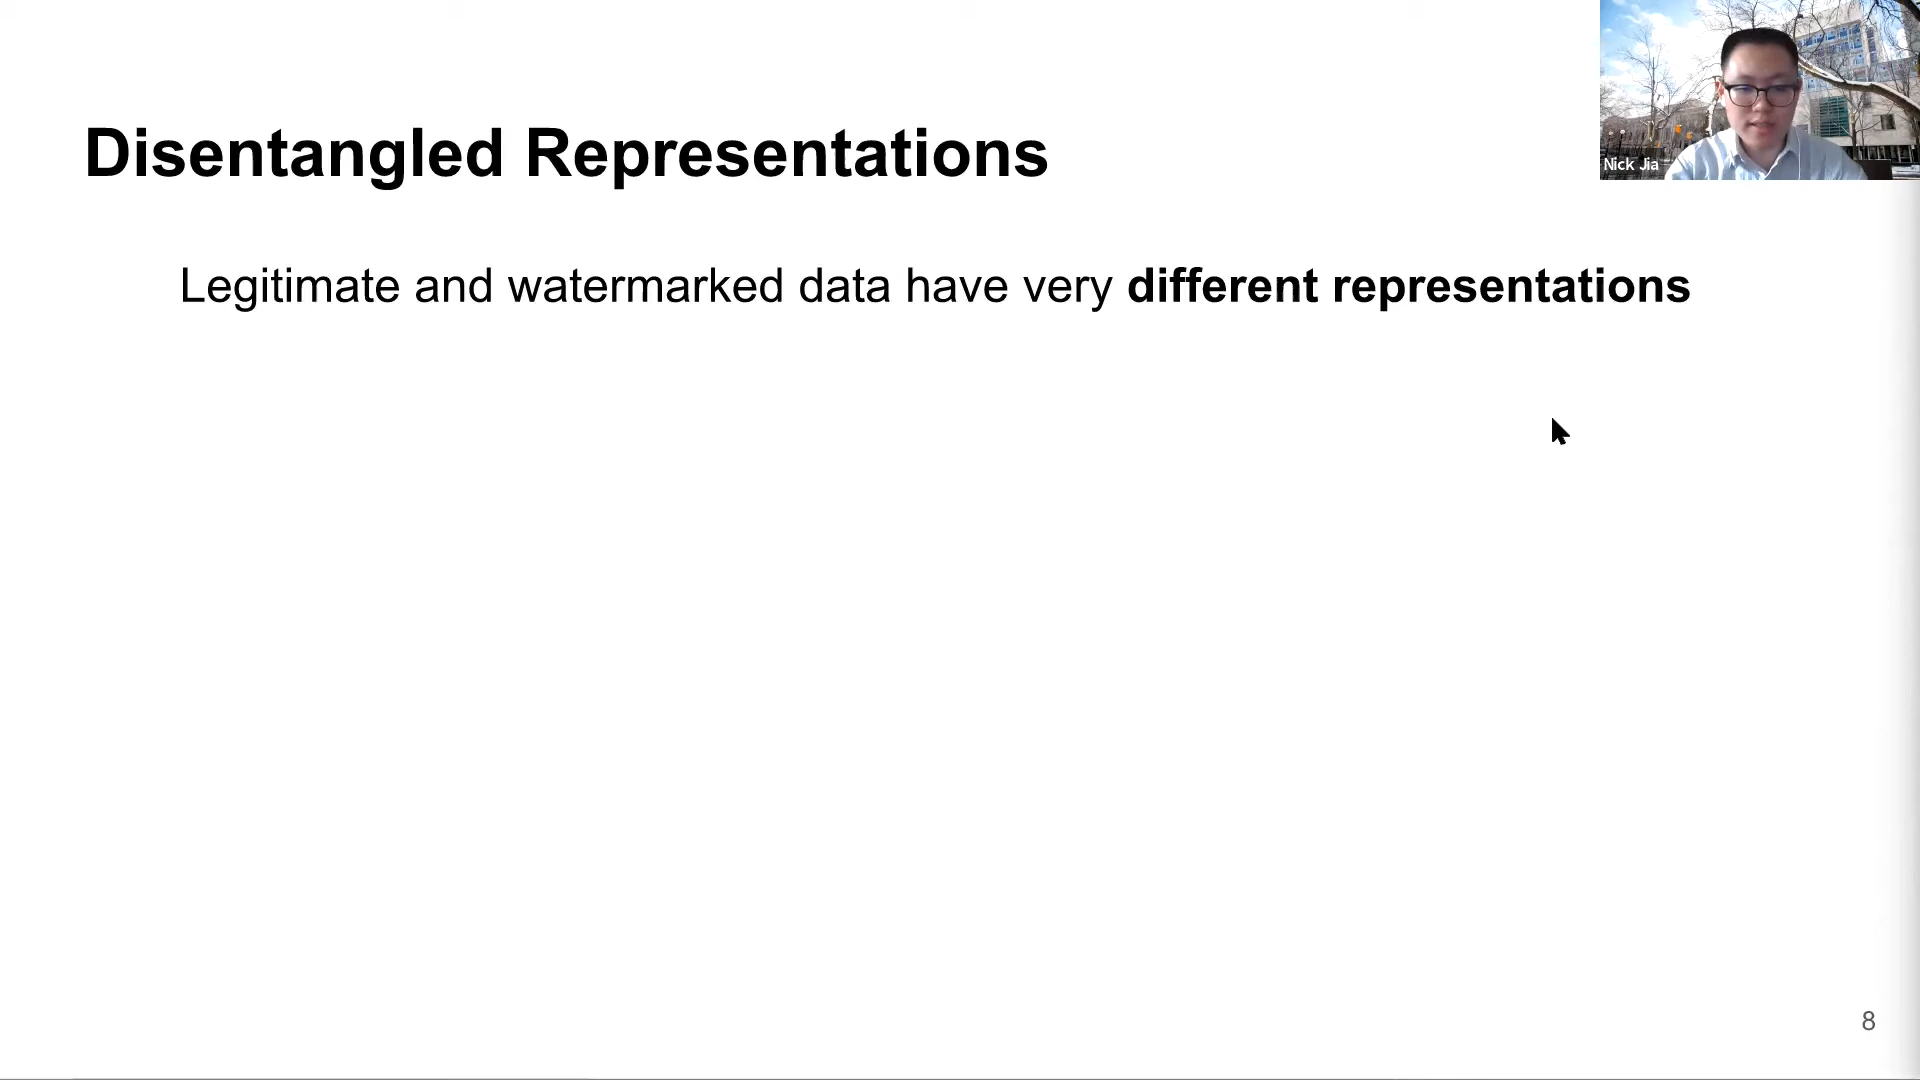 Disentangled Representations
Nick Jia
Legitimate and watermarked data have very different representations
8